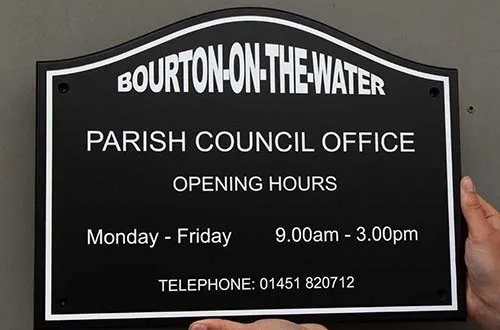 BOURTON-ON-THE-WATER
PARISH COUNCIL OFFICE
OPENING HOURS
Monday - Friday 9.00am - 3.00pm
TELEPHONE: 01451 820712